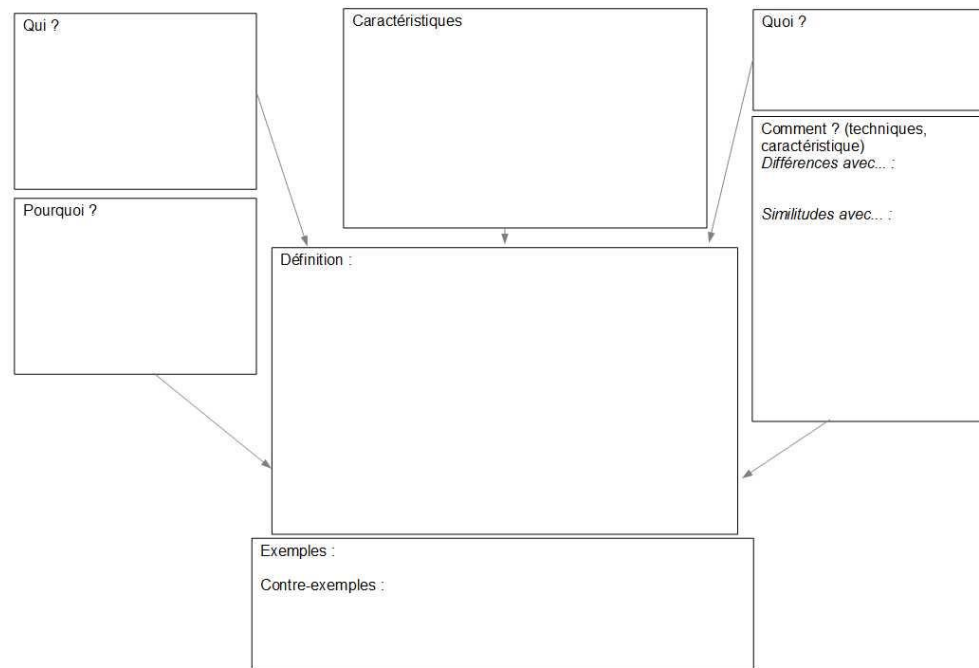 Qui ?
Caractéristiques
Quoi ?
Comment ? (techniques,
caractéristique)
Différences avec... :
Similitudes avec... :
Pourquoi ?
Définition :
Exemples :
Contre-exemples :